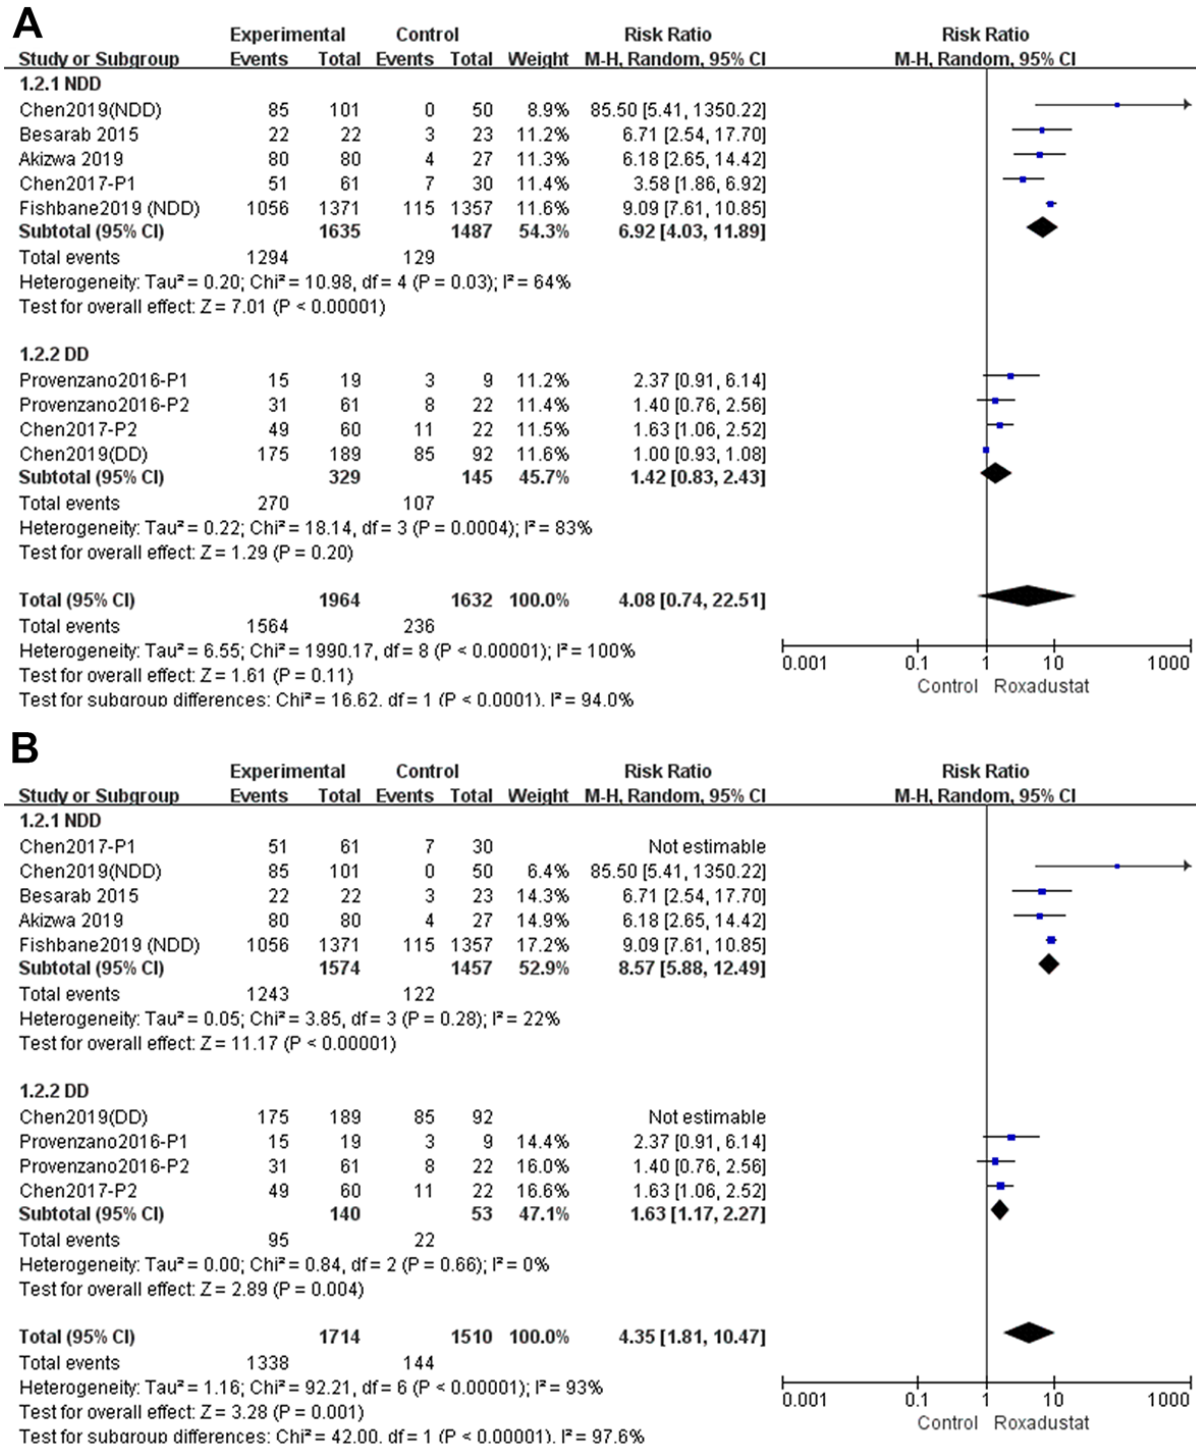 A
Experimental Control Risk Ratio Risk Ratio
Study or Subgroup Events Total Events Total Weight M-H, Random, 95% CI M-H, Random, 95% CI
1.2.1 NDD
Chen2019(NDD) 85 101 0 50 8.9% 85.50 [5.41, 1350.22]
Besarab 2015 22 22 3 23 11.2% 6.71 [2.54, 17.70]
Akizwa 2019 80 80 4 27 11.3% 6.18 [2.65, 14.42]
Chen2017-P1 51 61 7 30 11.4% 3.58 [1.86, 6.92]
Fishbane2019 (NDD) 1056 1371 115 1357 11.6% 9.09 [7.61, 10.85]
Subtotal (95% CI) 1635 1487 54.3% 6.92 [4.03, 11.89]
Total events 1294 129
Heterogeneity: Tau² = 0.20; Chi² = 10.98, df = 4 (P = 0.03); I² = 64%
Test for overall effect: Z = 7.01 (P < 0.00001)
1.2.2 DD
Provenzano2016-P1 15 19 3 9 11.2% 2.37 [0.91, 6.14]
Provenzano2016-P2 31 61 8 22 11.4% 1.40 [0.76, 2.56]
Chen2017-P2 49 60 11 22 11.5% 1.63 [1.06, 2.52]
Chen2019(DD) 175 189 85 92 11.6% 1.00 [0.93, 1.08]
Subtotal (95% CI) 329 145 45.7% 1.42 [0.83, 2.43]
Total events 270 107
Heterogeneity: Tau² = 0.22; Chi² = 18.14, df = 3 (P = 0.0004); I² = 83%
Test for overall effect: Z = 1.29 (P = 0.20)
Total (95% CI) 1964 1632 100.0% 4.08 [0.74, 22.51]
Total events 1564 236
Heterogeneity: Tau² = 6.55; Chi² = 1990.17, df = 8 (P < 0.00001); I² = 100%
Test for overall effect: Z = 1.61 (P = 0.11)
Test for subgroup differences: Chi² = 16.62, df = 1 (P < 0.0001), I² = 94.0%
0.001 0.1 1 10 1000
Control Roxadustat
B
Experimental Control Risk Ratio Risk Ratio
Study or Subgroup Events Total Events Total Weight M-H, Random, 95% CI M-H, Random, 95% CI
1.2.1 NDD
Chen2017-P1 51 61 7 30 Not estimable
Chen2019(NDD) 85 101 0 50 6.4% 85.50 [5.41, 1350.22]
Besarab 2015 22 22 3 23 14.3% 6.71 [2.54, 17.70]
Akizwa 2019 80 80 4 27 14.9% 6.18 [2.65, 14.42]
Fishbane2019 (NDD) 1056 1371 115 1357 17.2% 9.09 [7.61, 10.85]
Subtotal (95% CI) 1574 1457 52.9% 8.57 [5.88, 12.49]
Total events 1243 122
Heterogeneity: Tau² = 0.05; Chi² = 3.85, df = 3 (P = 0.28); I² = 22%
Test for overall effect: Z = 11.17 (P < 0.00001)
1.2.2 DD
Chen2019(DD) 175 189 85 92 Not estimable
Provenzano2016-P1 15 19 3 9 14.4% 2.37 [0.91, 6.14]
Provenzano2016-P2 31 61 8 22 16.0% 1.40 [0.76, 2.56]
Chen2017-P2 49 60 11 22 16.6% 1.63 [1.06, 2.52]
Subtotal (95% CI) 140 53 47.1% 1.63 [1.17, 2.27]
Total events 95 22
Heterogeneity: Tau² = 0.00; Chi² = 0.84, df = 2 (P = 0.66); I² = 0%
Test for overall effect: Z = 2.89 (P = 0.004)
Total (95% CI) 1714 1510 100.0% 4.35 [1.81, 10.47]
Total events 1338 144
Heterogeneity: Tau² = 1.16; Chi² = 92.21, df = 6 (P < 0.00001); I² = 93%
Test for overall effect: Z = 3.28 (P = 0.001)
Test for subgroup differences: Chi² = 42.00, df = 1 (P < 0.00001), I² = 97.6%
0.001 0.1 1 10 1000
Control Roxadustat